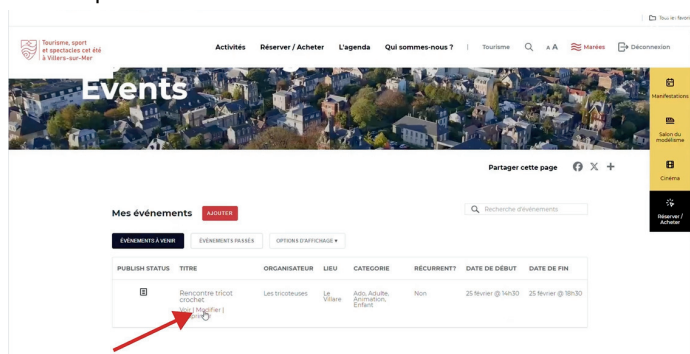 Tous les favoris
Tourisme, sport
et spectacles cet été
à Villers-sur-Mer
Activités Réserver / Acheter L'agenda Qui sommes-nous ? | Tourisme A A Marées Déconnexion
Events
Manifestations
Salon du
modélisme
Cinéma
Réserver /
Acheter
Partager cette page
Mes événements AJOUTER Recherche d'événements
ÉVÉNEMENTS À VENIR ÉVÉNEMENTS PASSÉS OPTIONS D'AFFICHAGE ▾
PUBLISH STATUS TITRE ORGANISATEUR LIEU CATEGORIE RÉCURRENT? DATE DE DÉBUT DATE DE FIN
Rencontre tricot Les tricoteuses Le Ado, Adulte, Non 25 février @ 14h30 25 février @ 18h30
crochet Villare Animation,
Voir | Modifier | Enfant